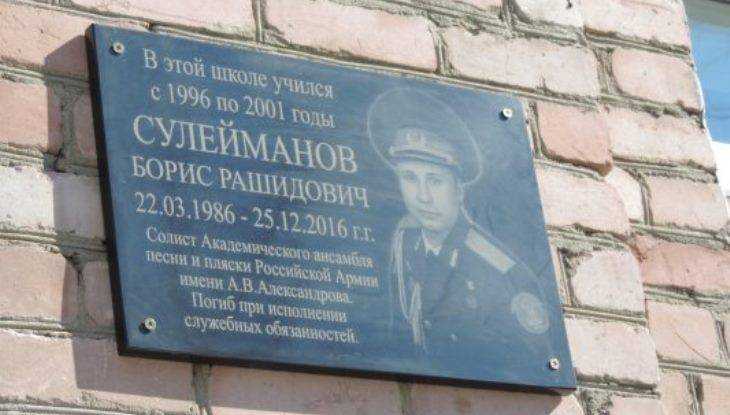 В этой школе учился
с 1996 по 2001 годы
СУЛЕЙМАНОВ
БОРИС РАШИДОВИЧ
22.03.1986 - 25.12.2016 г.г.
Солист Академического ансамбля
песни и пляски Российской Армии
имени А.В.Александрова.
Погиб при исполнении
служебных обязанностей.